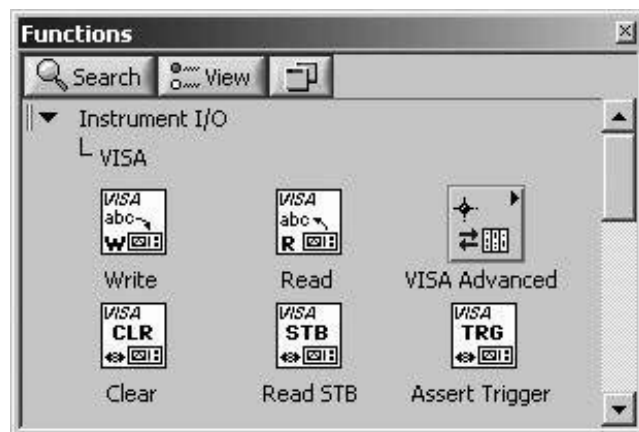 Functions
Search View
Instrument I/O
VISA
VISA VISA
abc abc
W R
Write Read VISA Advanced
VISA VISA VISA
CLR STB TRG
Clear Read STB Assert Trigger